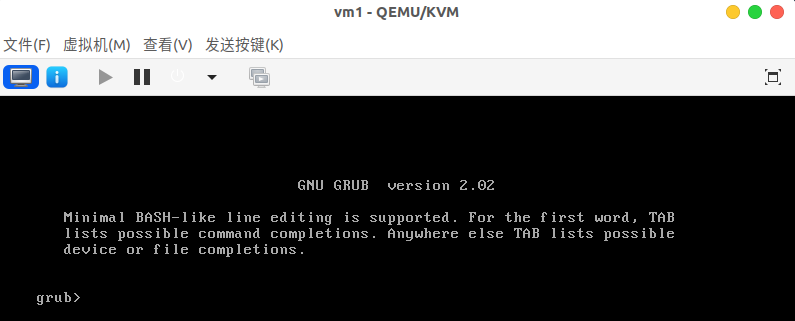 vm1 - QEMU/KVM
文件(F) 虚拟机(M) 查看(V) 发送按键(K)
GNU GRUB version 2.02
Minimal BASH-like line editing is supported. For the first word, TAB
lists possible command completions. Anywhere else TAB lists possible
device or file completions.
grub>